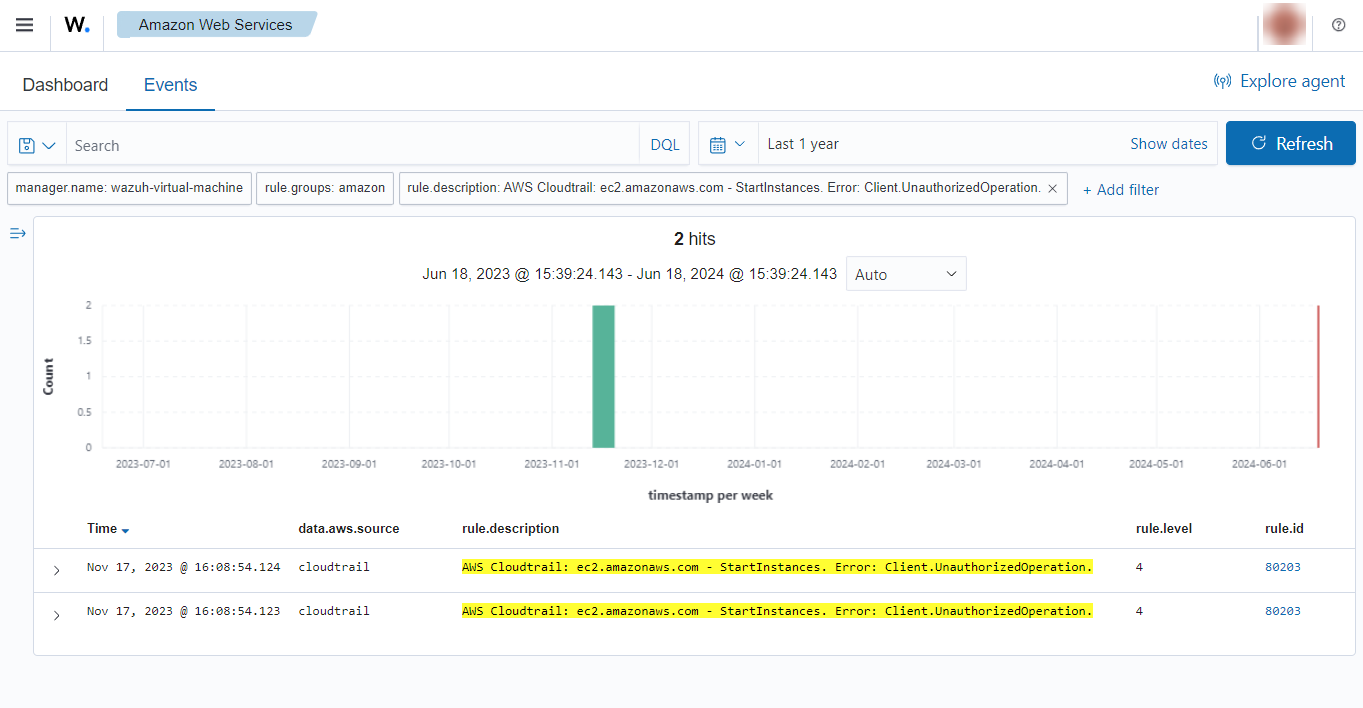 W. Amazon Web Services
Dashboard Events Explore agent
Search DQL Last 1 year Show dates Refresh
manager.name: wazuh-virtual-machine rule.groups: amazon rule.description: AWS Cloudtrail: ec2.amazonaws.com - StartInstances. Error: Client.UnauthorizedOperation. × + Add filter
2 hits
Jun 18, 2023 @ 15:39:24.143 - Jun 18, 2024 @ 15:39:24.143 Auto
2
1.5
1
0.5
0
Count
2023-07-01 2023-08-01 2023-09-01 2023-10-01 2023-11-01 2023-12-01 2024-01-01 2024-02-01 2024-03-01 2024-04-01 2024-05-01 2024-06-01
timestamp per week
Time data.aws.source rule.description rule.level rule.id
Nov 17, 2023 @ 16:08:54.124 cloudtrail AWS Cloudtrail: ec2.amazonaws.com - StartInstances. Error: Client.UnauthorizedOperation. 4 80203
Nov 17, 2023 @ 16:08:54.123 cloudtrail AWS Cloudtrail: ec2.amazonaws.com - StartInstances. Error: Client.UnauthorizedOperation. 4 80203